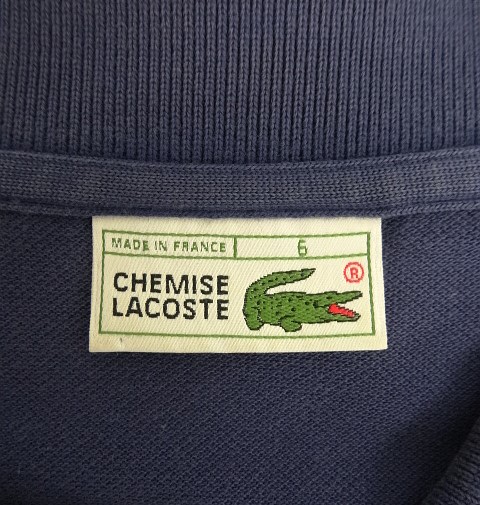 MADE IN FRANCE 6
CHEMISE
LACOSTE
®